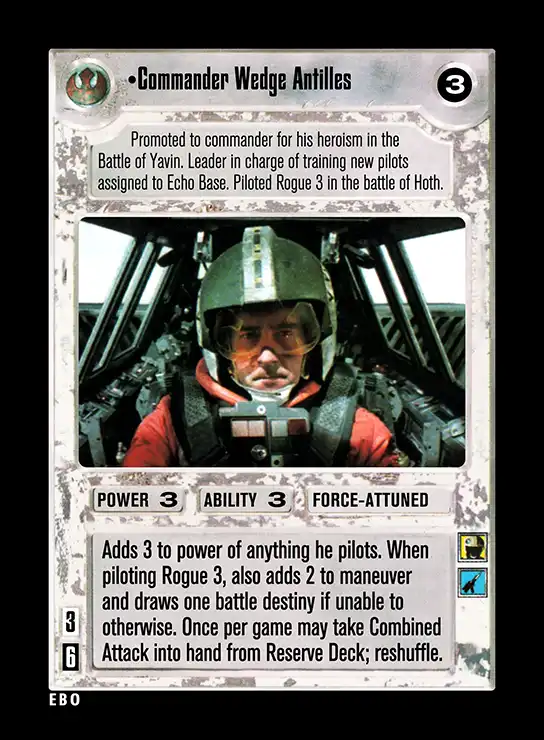 •Commander Wedge Antilles
3
Promoted to commander for his heroism in the
Battle of Yavin. Leader in charge of training new pilots
assigned to Echo Base. Piloted Rogue 3 in the battle of Hoth.
POWER 3 ABILITY 3 FORCE-ATTUNED
Adds 3 to power of anything he pilots. When
piloting Rogue 3, also adds 2 to maneuver
and draws one battle destiny if unable to
otherwise. Once per game may take Combined
Attack into hand from Reserve Deck; reshuffle.
3
6
EBO